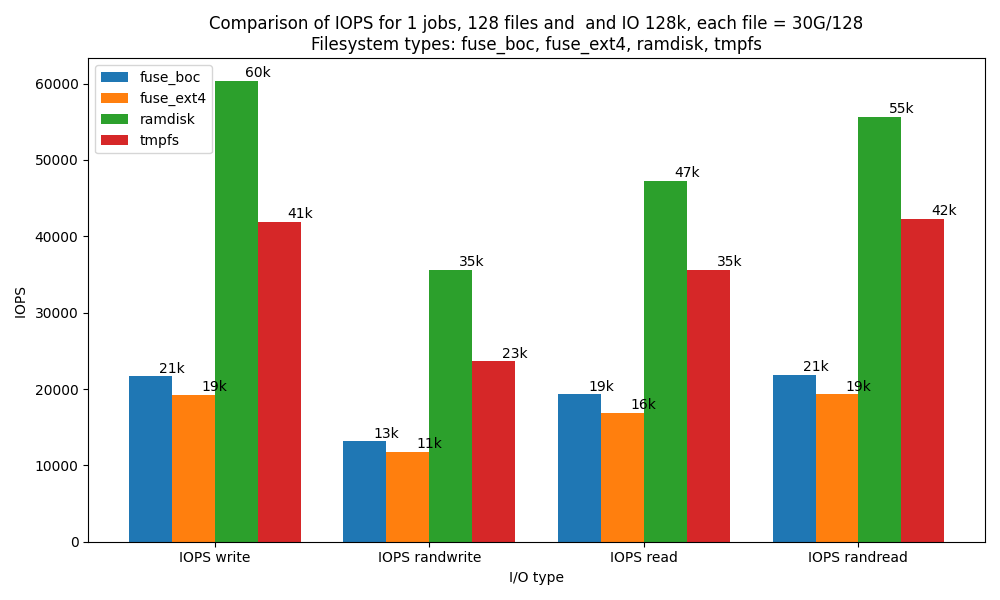 Comparison of IOPS for 1 jobs, 128 files and  and IO 128k, each file = 30G/128
Filesystem types: fuse_boc, fuse_ext4, ramdisk, tmpfs
fuse_boc
fuse_ext4
ramdisk
tmpfs
IOPS
60000
50000
40000
30000
20000
10000
0
21k
19k
60k
41k
13k
11k
35k
23k
19k
16k
47k
35k
21k
19k
55k
42k
IOPS write
IOPS randwrite
IOPS read
IOPS randread
I/O type